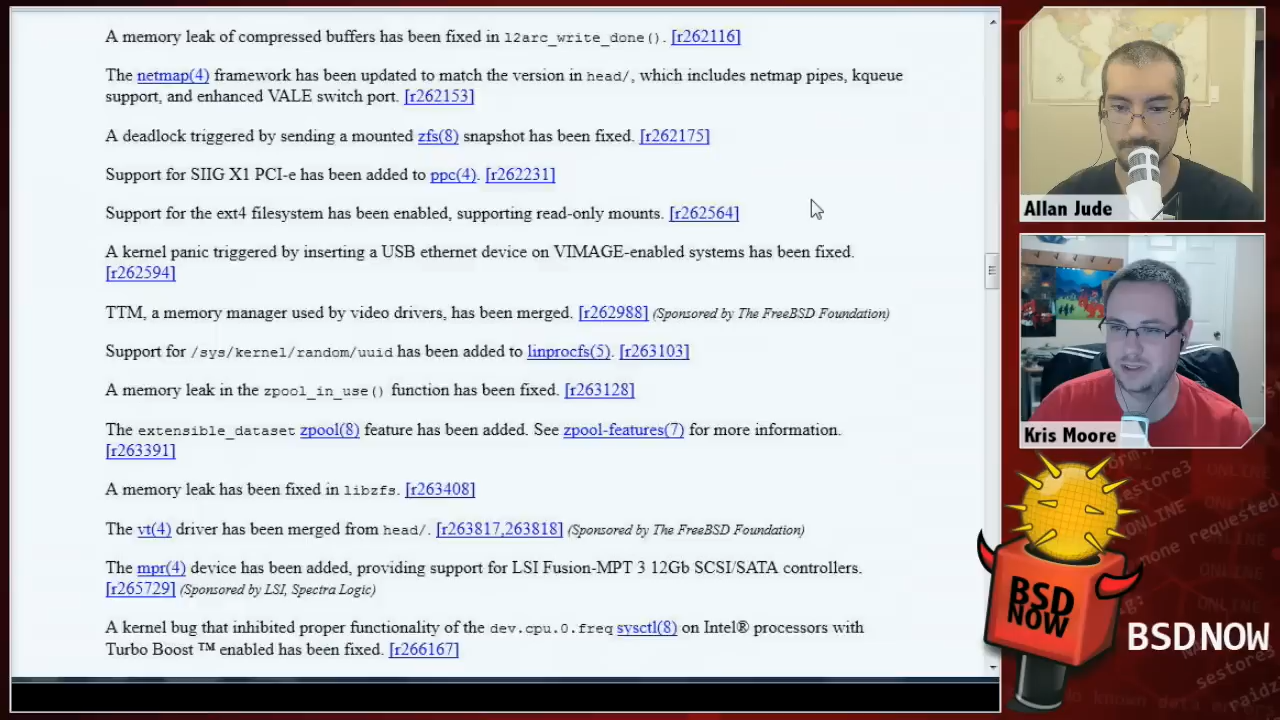 A memory leak of compressed buffers has been fixed in l2arc_write_done(). [r262116]
The netmap(4) framework has been updated to match the version in head/, which includes netmap pipes, kqueue
support, and enhanced VALE switch port. [r262153]
A deadlock triggered by sending a mounted zfs(8) snapshot has been fixed. [r262175]
Support for SIIG X1 PCI-e has been added to ppc(4). [r262231]
Support for the ext4 filesystem has been enabled, supporting read-only mounts. [r262564]
A kernel panic triggered by inserting a USB ethernet device on VIMAGE-enabled systems has been fixed.
[r262594]
TTM, a memory manager used by video drivers, has been merged. [r262988] (Sponsored by The FreeBSD Foundation)
Support for /sys/kernel/random/uuid has been added to linprocfs(5). [r263103]
A memory leak in the zpool_in_use() function has been fixed. [r263128]
The extensible_dataset zpool(8) feature has been added. See zpool-features(7) for more information.
[r263391]
A memory leak has been fixed in libzfs. [r263408]
The vt(4) driver has been merged from head/. [r263817,263818] (Sponsored by The FreeBSD Foundation)
The mpr(4) device has been added, providing support for LSI Fusion-MPT 3 12Gb SCSI/SATA controllers.
[r265729] (Sponsored by LSI, Spectra Logic)
A kernel bug that inhibited proper functionality of the dev.cpu.0.freq sysctl(8) on Intel® processors with
Turbo Boost ™ enabled has been fixed. [r266167]
Allan Jude
Kris Moore
BSD
NOW
BSD NOW